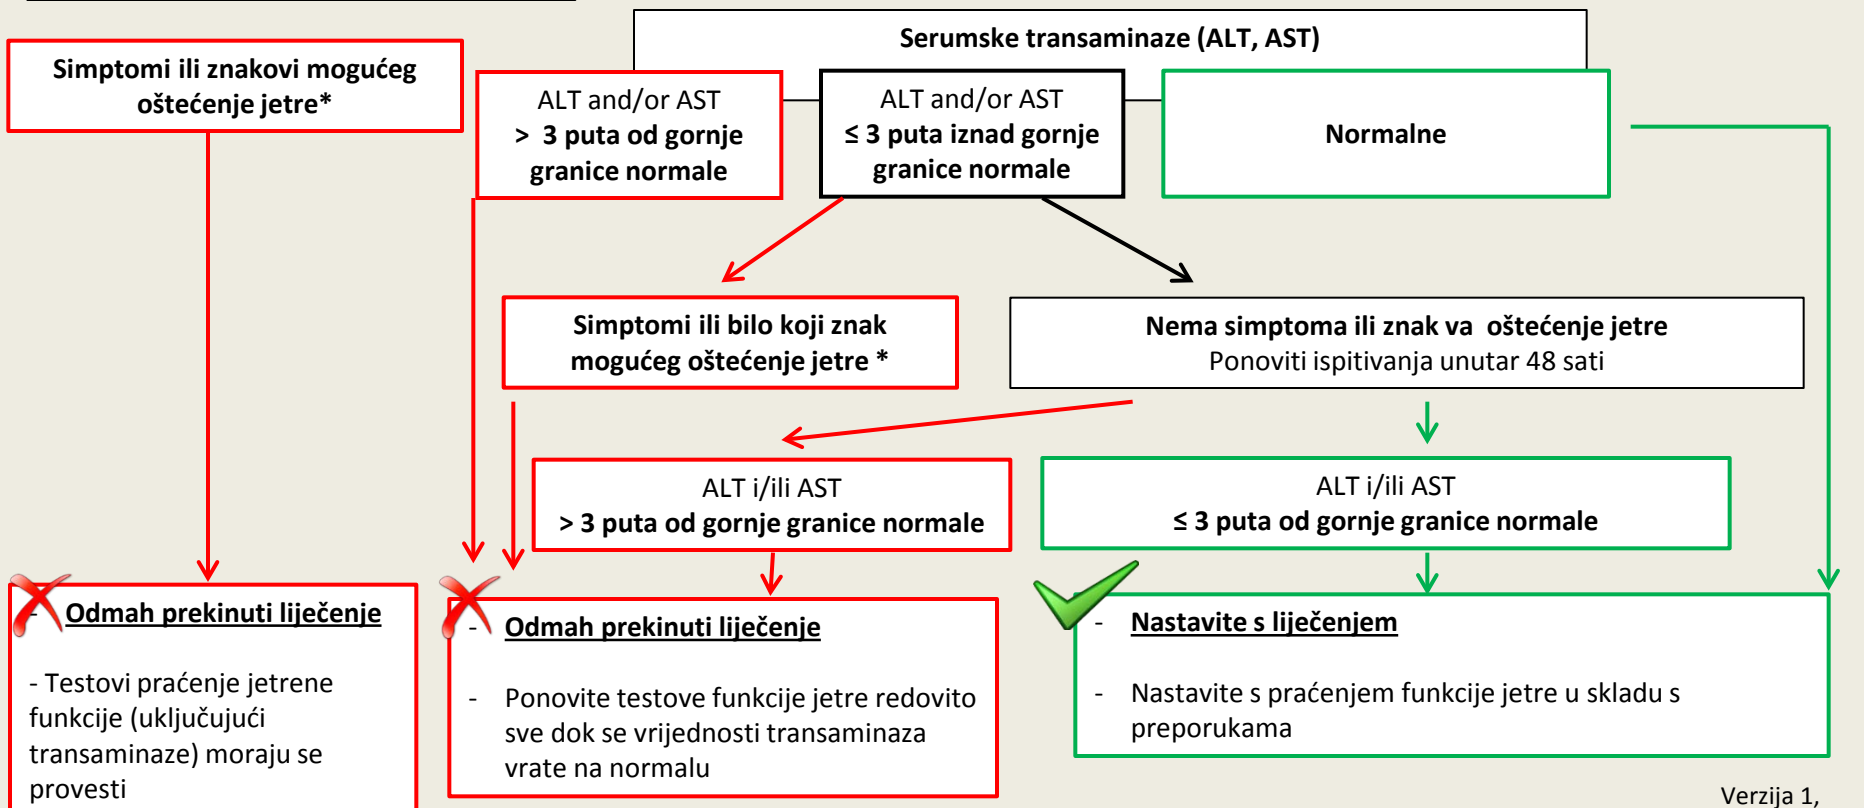 Serumske transaminaze (ALT, AST)
Simptomi ili znakovi mogućeg
oštećenje jetre*
ALT and/or AST
> 3 puta od gornje
granice normale
ALT and/or AST
≤ 3 puta iznad gornje
granice normale
Normalne
Simptomi ili bilo koji znak
mogućeg oštećenje jetre *
Nema simptoma ili znak va oštećenje jetre
Ponoviti ispitivanja unutar 48 sati
ALT i/ili AST
> 3 puta od gornje granice normale
ALT i/ili AST
≤ 3 puta od gornje granice normale
- Odmah prekinuti liječenje
- Testovi praćenje jetrene
funkcije (uključujući
transaminaze) moraju se
provesti
- Odmah prekinuti liječenje
- Ponovite testove funkcije jetre redovito
sve dok se vrijednosti transaminaza
vrate na normalu
- Nastavite s liječenjem
- Nastavite s praćenjem funkcije jetre u skladu s
preporukama
Verzija 1,